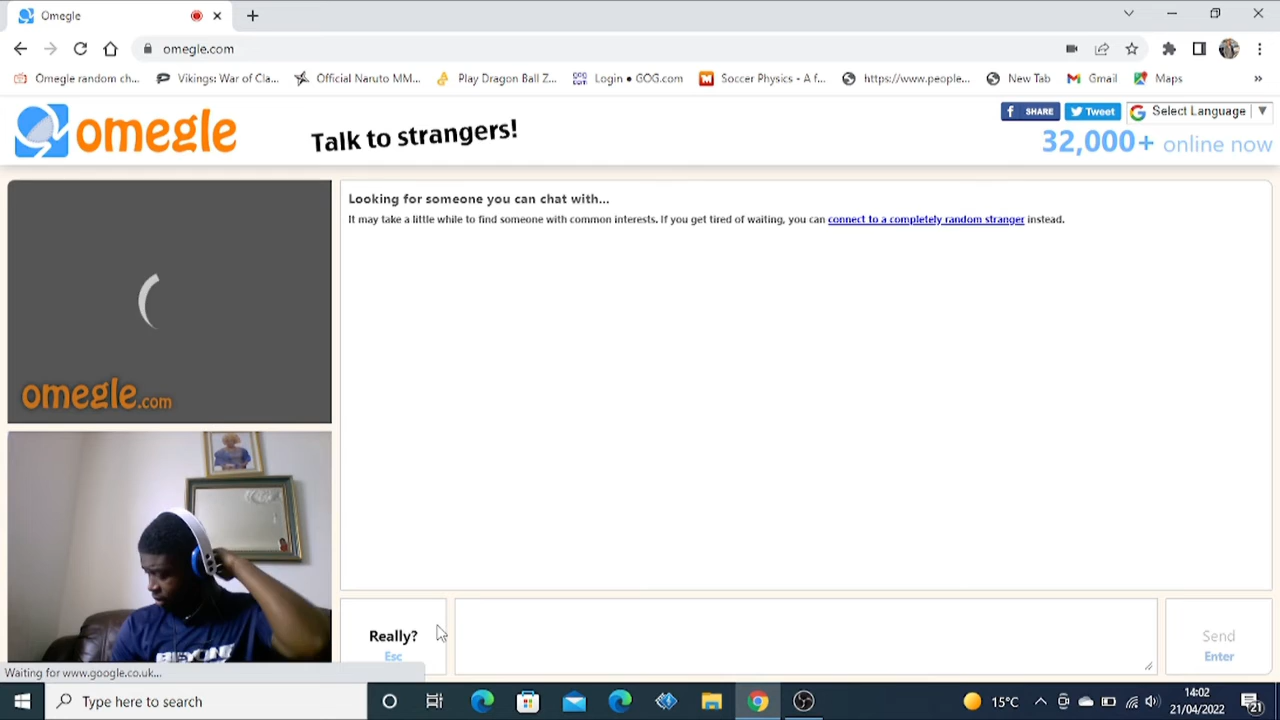 Omegle
omegle.com
Omegle random ch...
Vikings: War of Cla...
Official Naruto MM...
Play Dragon Ball Z...
Login • GOG.com
Soccer Physics - A f...
https://www.people...
New Tab
Gmail
Maps
»
omegle
Talk to strangers!
SHARE
Tweet
Select Language
32,000+ online now
Looking for someone you can chat with...
It may take a little while to find someone with common interests. If you get tired of waiting, you can connect to a completely random stranger instead.
omegle.com
BEYOND
Really?
Esc
Send
Enter
Waiting for www.google.co.uk...
Type here to search
15°C
14:02
21/04/2022
21